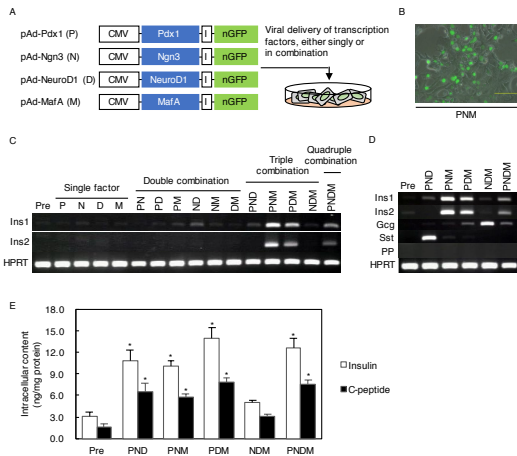 A
pAd-Pdx1 (P) CMV Pdx1 I nGFP
pAd-Ngn3 (N) CMV Ngn3 I nGFP
pAd-NeuroD1 (D) CMV NeuroD1 I nGFP
pAd-MafA (M) CMV MafA I nGFP
Viral delivery of transcription
factors, either singly or
in combination
B
PNM
C
Single factor
Double combination
Triple
combination
Quadruple
combination
Pre P N D M PN PD PM ND NM DM PND PNM PDM NDM PNDM
Ins1
Ins2
HPRT
D
Pre PND PNM PDM NDM PNDM
Ins1
Ins2
Gcg
Sst
PP
HPRT
E
Intracellular content
(ng/mg protein)
18.0
15.0
12.0
9.0
6.0
3.0
0.0
* * * * * * * *
Pre PND PNM PDM NDM PNDM
Insulin
C-peptide